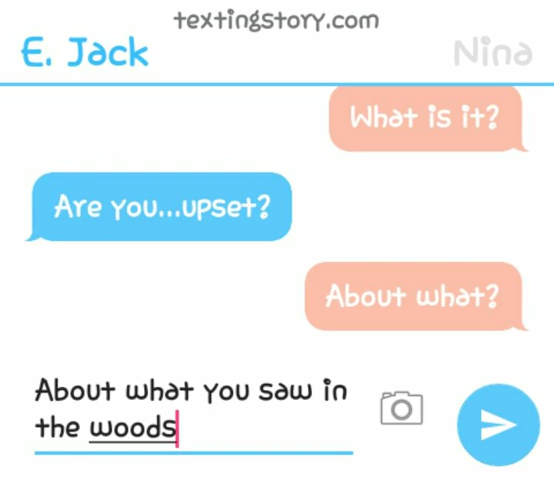 textingstory.com
E. Jack
Nina
What is it?
Are you...upset?
About what?
About what you saw in
the woods